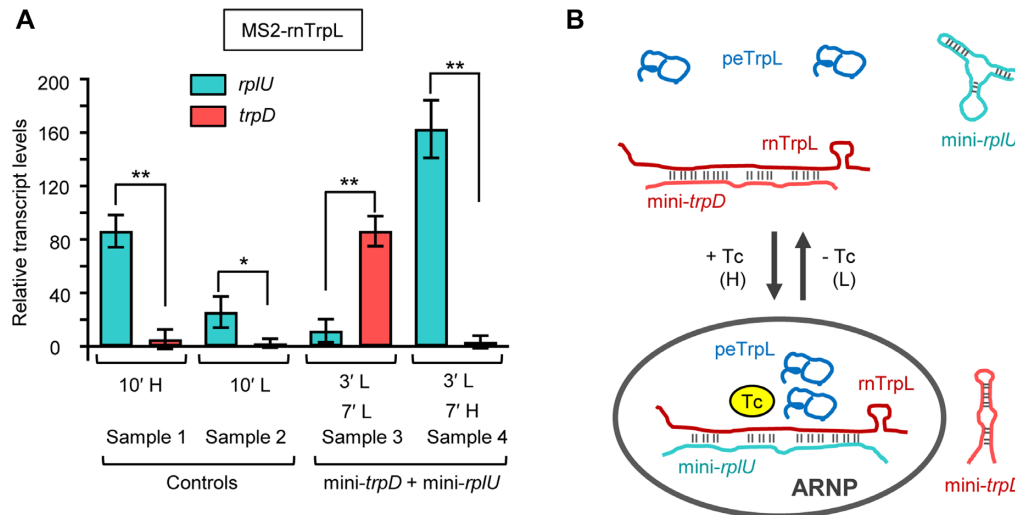 A
MS2-rnTrpL
Relative transcript levels
200
160
120
80
40
0
rplU
trpD
**
*
**
**
10′ H
10′ L
3′ L
3′ L
7′ L
7′ H
Sample 1
Sample 2
Sample 3
Sample 4
Controls
mini-trpD + mini-rplU
B
peTrpL
mini-rplU
rnTrpL
mini-trpD
+ Tc
(H)
- Tc
(L)
peTrpL
Tc
rnTrpL
mini-rplU
ARNP
mini-trpD